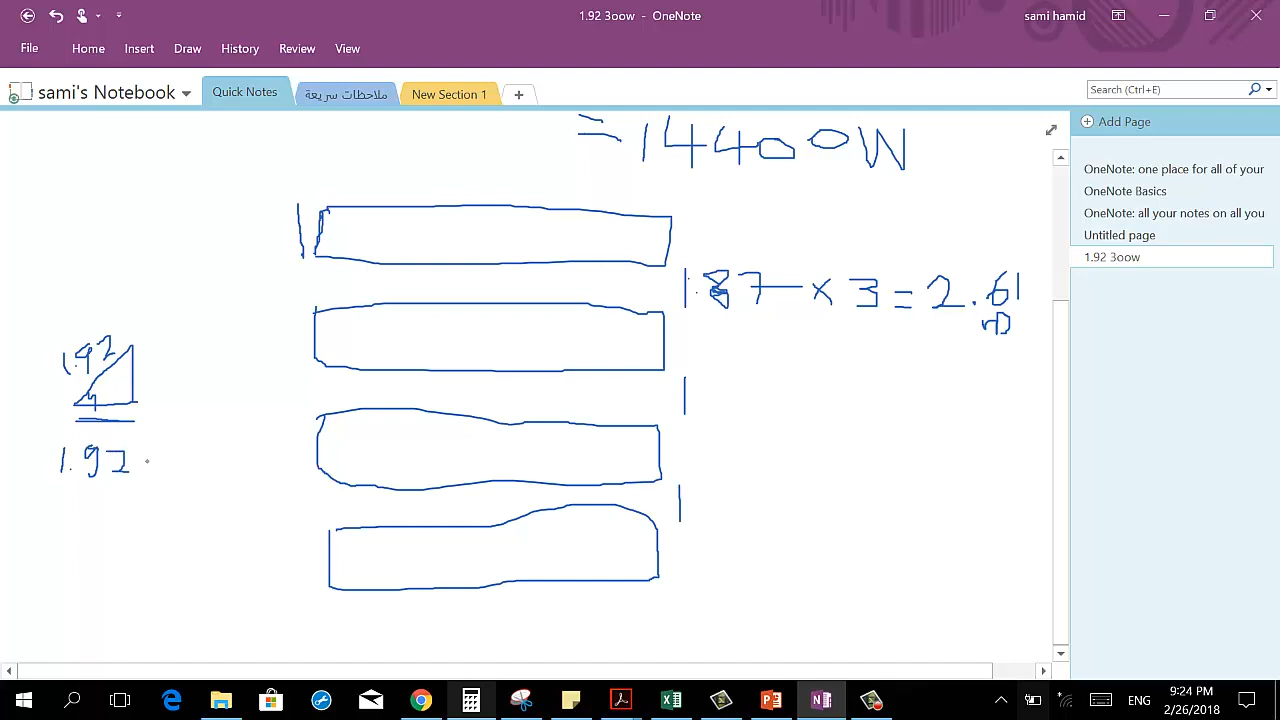 1.92 3oow - OneNote
sami hamid
File Home Insert Draw History Review View
sami's Notebook
Quick Notes
ملاحظات سريعة
New Section 1
Search (Ctrl+E)
Add Page
OneNote: one place for all of your
OneNote Basics
OneNote: all your notes on all you
Untitled page
1.92 3oow
= 14400W
1.87 × 3 = 2.61
1.92
1.92
ENG
9:24 PM
2/26/2018